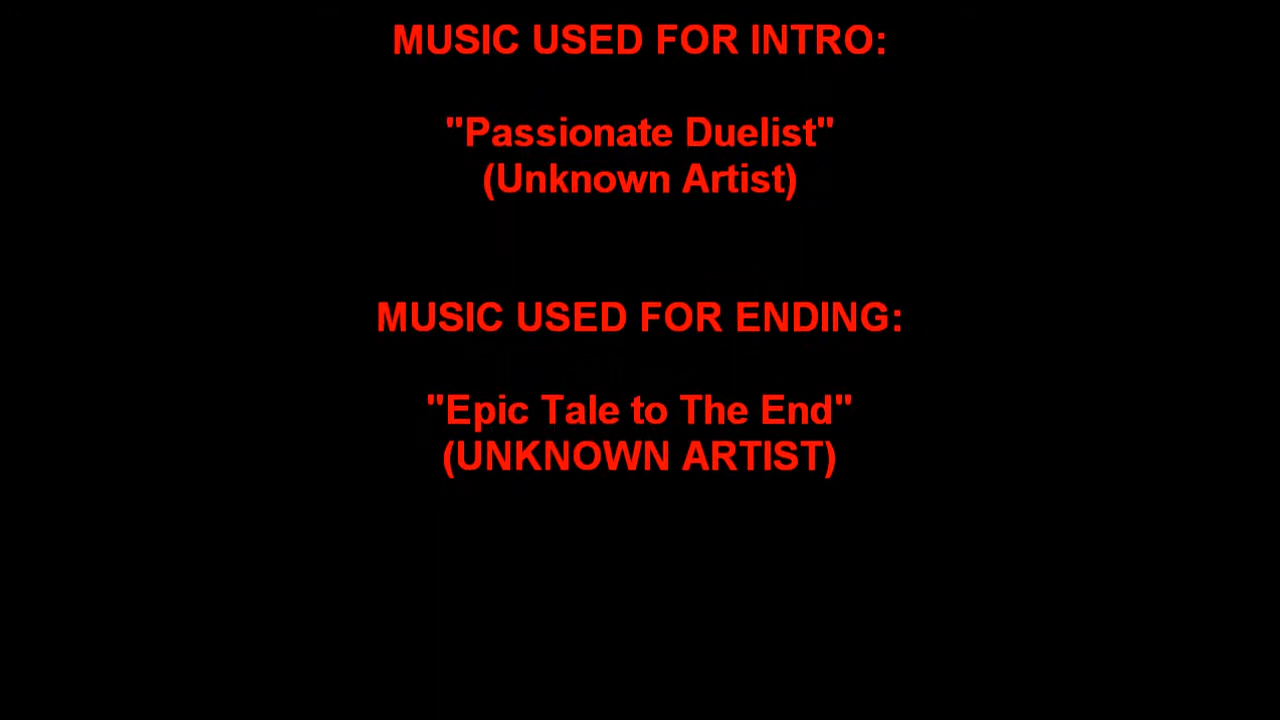 MUSIC USED FOR INTRO:
"Passionate Duelist"
(Unknown Artist)
MUSIC USED FOR ENDING:
"Epic Tale to The End"
(UNKNOWN ARTIST)